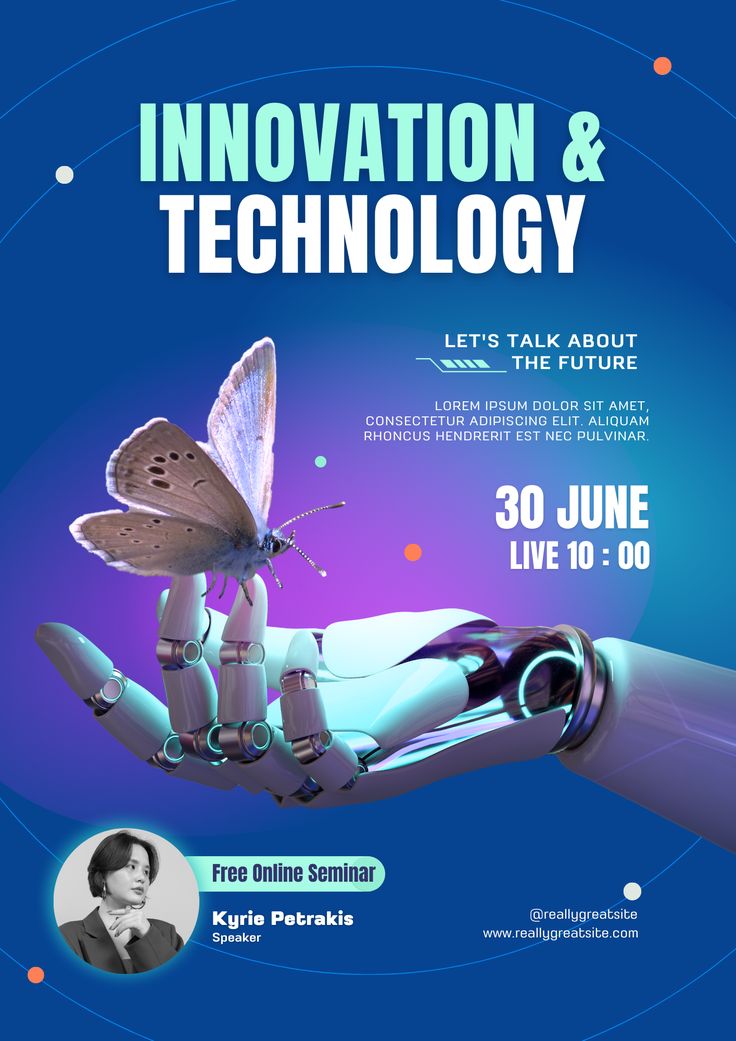 INNOVATION &
TECHNOLOGY
LET'S TALK ABOUT
THE FUTURE
LOREM IPSUM DOLOR SIT AMET,
CONSECTETUR ADIPISCING ELIT. ALIQUAM
RHONCUS HENDRERIT EST NEC PULVINAR.
30 JUNE
LIVE 10 : 00
Free Online Seminar
Kyrie Petrakis
Speaker
@reallygreatsite
www.reallygreatsite.com